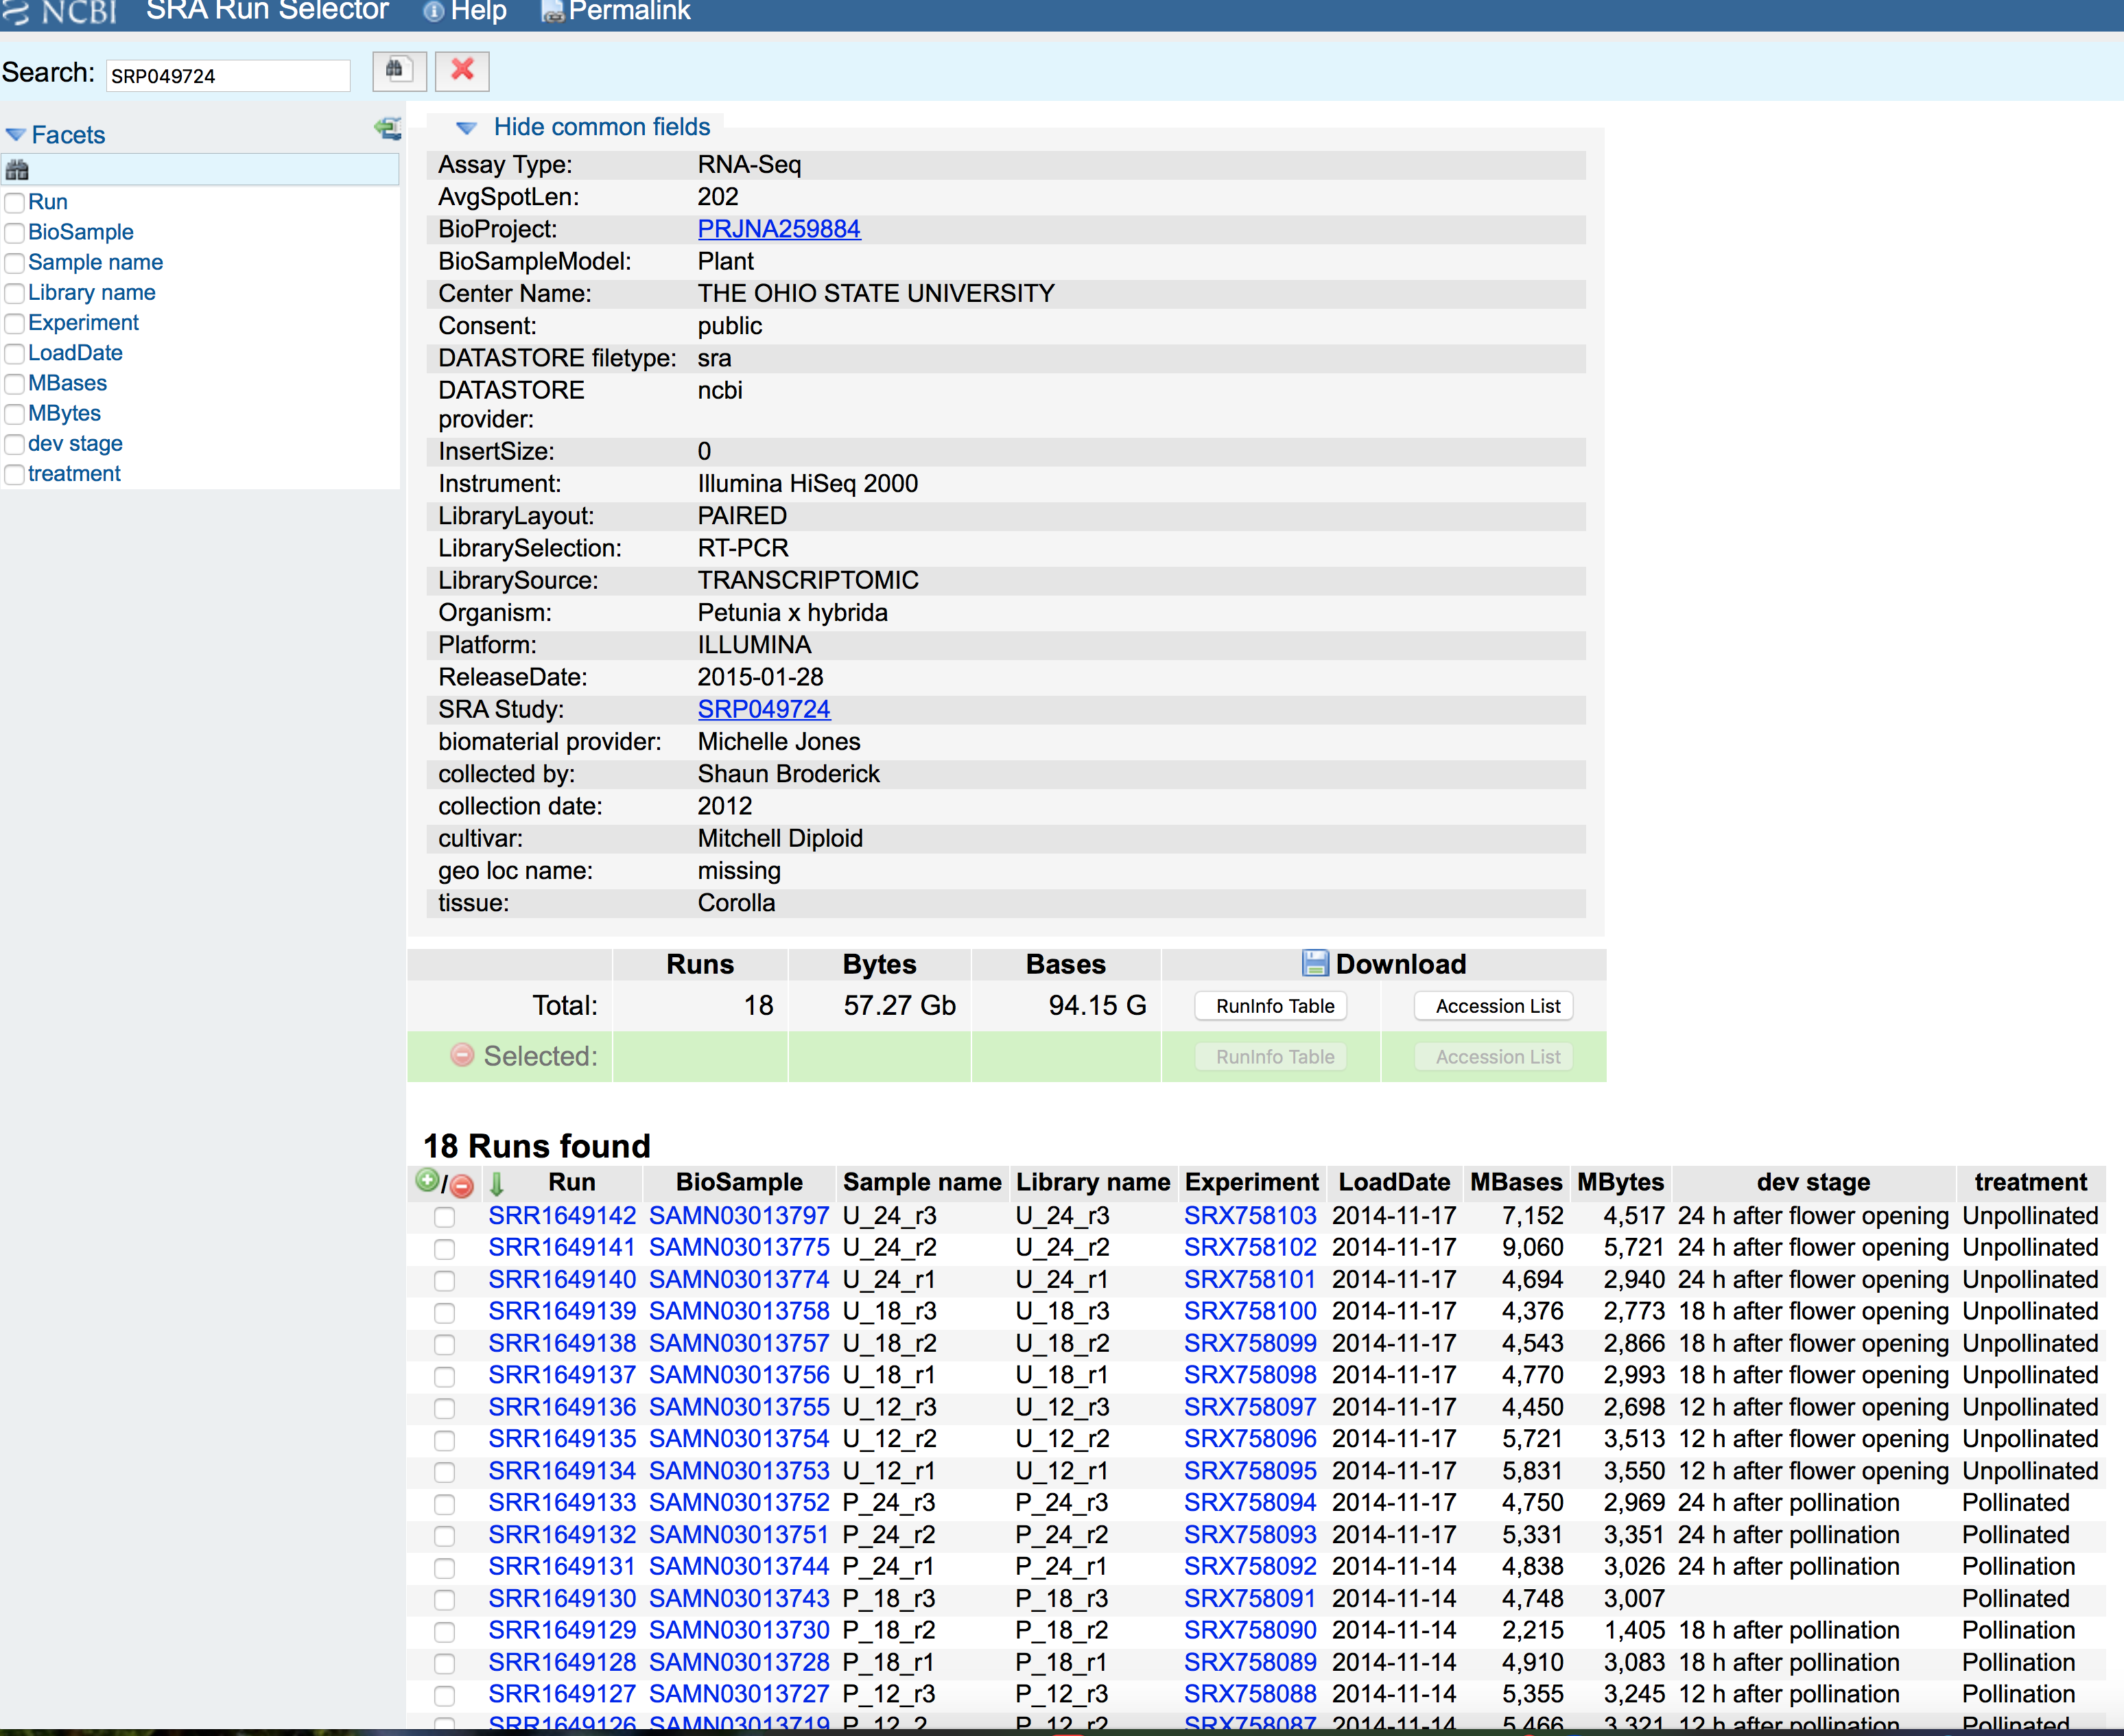 NCBI SRA Run Selector Help Permalink
Search: SRP049724
Facets
Run
BioSample
Sample name
Library name
Experiment
LoadDate
MBases
MBytes
dev stage
treatment
Hide common fields
Assay Type: RNA-Seq
AvgSpotLen: 202
BioProject: PRJNA259884
BioSampleModel: Plant
Center Name: THE OHIO STATE UNIVERSITY
Consent: public
DATASTORE filetype: sra
DATASTORE ncbi
provider:
InsertSize: 0
Instrument: Illumina HiSeq 2000
LibraryLayout: PAIRED
LibrarySelection: RT-PCR
LibrarySource: TRANSCRIPTOMIC
Organism: Petunia x hybrida
Platform: ILLUMINA
ReleaseDate: 2015-01-28
SRA Study: SRP049724
biomaterial provider: Michelle Jones
collected by: Shaun Broderick
collection date: 2012
cultivar: Mitchell Diploid
geo loc name: missing
tissue: Corolla
Runs Bytes Bases Download
Total: 18 57.27 Gb 94.15 G RunInfo Table Accession List
Selected: RunInfo Table Accession List
18 Runs found
/ Run BioSample Sample name Library name Experiment LoadDate MBases MBytes dev stage treatment
SRR1649142 SAMN03013797 U_24_r3 U_24_r3 SRX758103 2014-11-17 7,152 4,517 24 h after flower opening Unpollinated
SRR1649141 SAMN03013775 U_24_r2 U_24_r2 SRX758102 2014-11-17 9,060 5,721 24 h after flower opening Unpollinated
SRR1649140 SAMN03013774 U_24_r1 U_24_r1 SRX758101 2014-11-17 4,694 2,940 24 h after flower opening Unpollinated
SRR1649139 SAMN03013758 U_18_r3 U_18_r3 SRX758100 2014-11-17 4,376 2,773 18 h after flower opening Unpollinated
SRR1649138 SAMN03013757 U_18_r2 U_18_r2 SRX758099 2014-11-17 4,543 2,866 18 h after flower opening Unpollinated
SRR1649137 SAMN03013756 U_18_r1 U_18_r1 SRX758098 2014-11-17 4,770 2,993 18 h after flower opening Unpollinated
SRR1649136 SAMN03013755 U_12_r3 U_12_r3 SRX758097 2014-11-17 4,450 2,698 12 h after flower opening Unpollinated
SRR1649135 SAMN03013754 U_12_r2 U_12_r2 SRX758096 2014-11-17 5,721 3,513 12 h after flower opening Unpollinated
SRR1649134 SAMN03013753 U_12_r1 U_12_r1 SRX758095 2014-11-17 5,831 3,550 12 h after flower opening Unpollinated
SRR1649133 SAMN03013752 P_24_r3 P_24_r3 SRX758094 2014-11-17 4,750 2,969 24 h after pollination Pollinated
SRR1649132 SAMN03013751 P_24_r2 P_24_r2 SRX758093 2014-11-17 5,331 3,351 24 h after pollination Pollinated
SRR1649131 SAMN03013744 P_24_r1 P_24_r1 SRX758092 2014-11-14 4,838 3,026 24 h after pollination Pollination
SRR1649130 SAMN03013743 P_18_r3 P_18_r3 SRX758091 2014-11-14 4,748 3,007 Pollinated
SRR1649129 SAMN03013730 P_18_r2 P_18_r2 SRX758090 2014-11-14 2,215 1,405 18 h after pollination Pollination
SRR1649128 SAMN03013728 P_18_r1 P_18_r1 SRX758089 2014-11-14 4,910 3,083 18 h after pollination Pollination
SRR1649127 SAMN03013727 P_12_r3 P_12_r3 SRX758088 2014-11-14 5,355 3,245 12 h after pollination Pollination
SRR1649126 SAMN03013719 P_12_2 P_12_r2 SRX758087 2014-11-14 5,466 3,321 12 h after pollination Pollinated